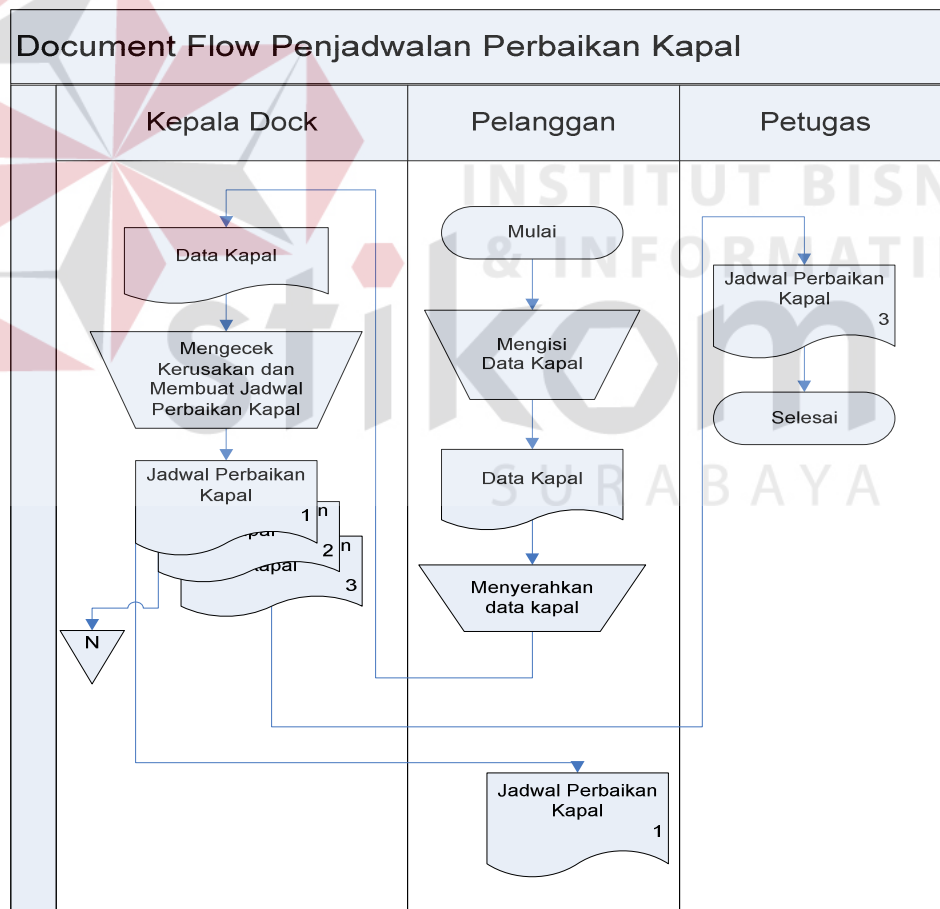 Document Flow Penjadwalan Perbaikan Kapal
Kepala Dock
Pelanggan
Petugas
INSTITUT BISN
& INFORMATI
stikom
SURABAYA
Data Kapal
Mengecek
Kerusakan dan
Membuat Jadwal
Perbaikan Kapal
Jadwal Perbaikan
Kapal
1
n
2
n
3
N
Mulai
Mengisi
Data Kapal
Data Kapal
Menyerahkan
data kapal
Jadwal Perbaikan
Kapal
1
Jadwal Perbaikan
Kapal
3
Selesai